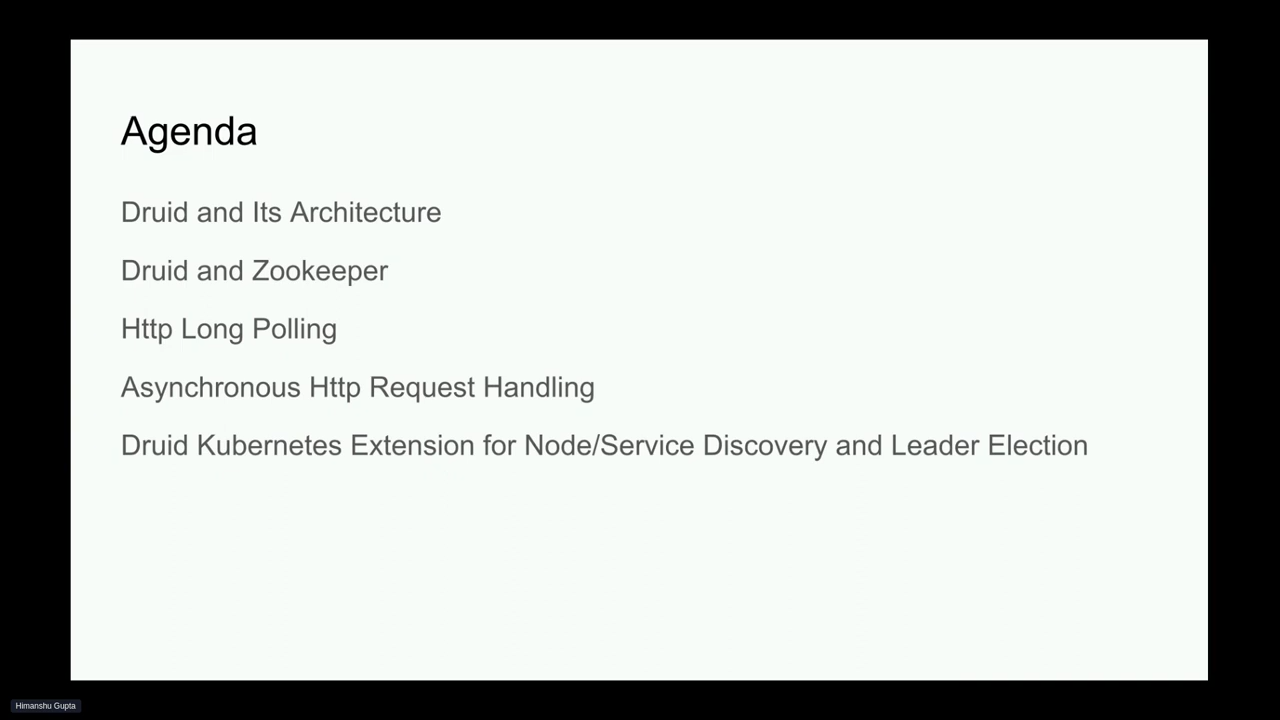 Agenda
Druid and Its Architecture
Druid and Zookeeper
Http Long Polling
Asynchronous Http Request Handling
Druid Kubernetes Extension for Node/Service Discovery and Leader Election
Himanshu Gupta